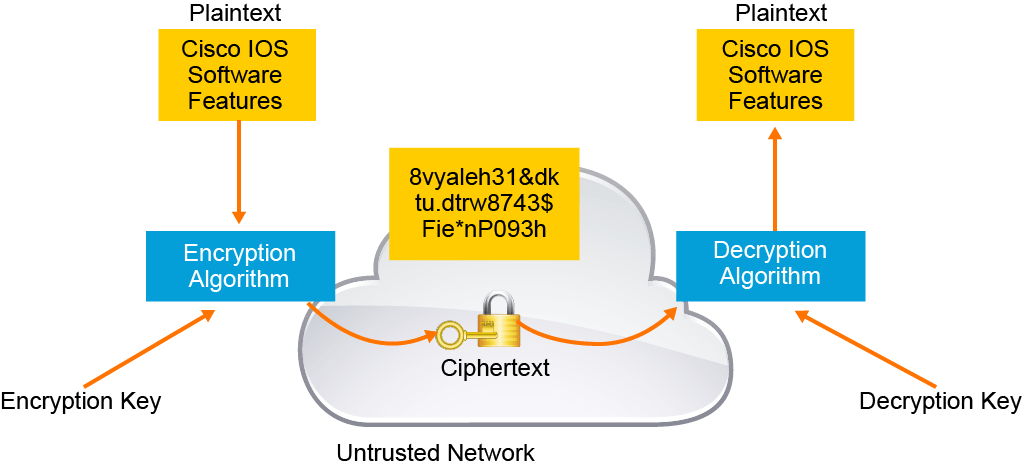 Plaintext
Cisco IOS
Software
Features
Plaintext
Cisco IOS
Software
Features
8vyaleh31&dk
tu.dtrw8743$
Fie*nP093h
Encryption
Algorithm
Decryption
Algorithm
Ciphertext
Encryption Key
Decryption Key
Untrusted Network